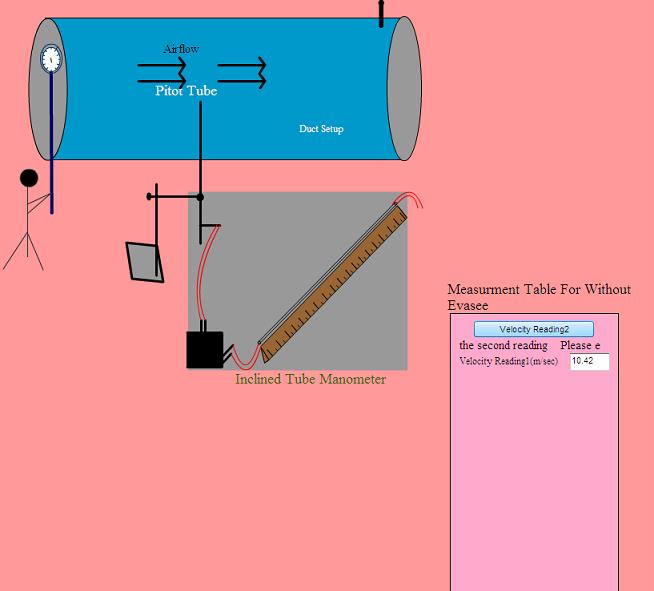 Airflow
Pitot Tube
Duct Setup
Inclined Tube Manometer
Measurment Table For Without
Evasee
Velocity Reading2
the second reading Please e
Velocity Reading1(m/sec) 10.42